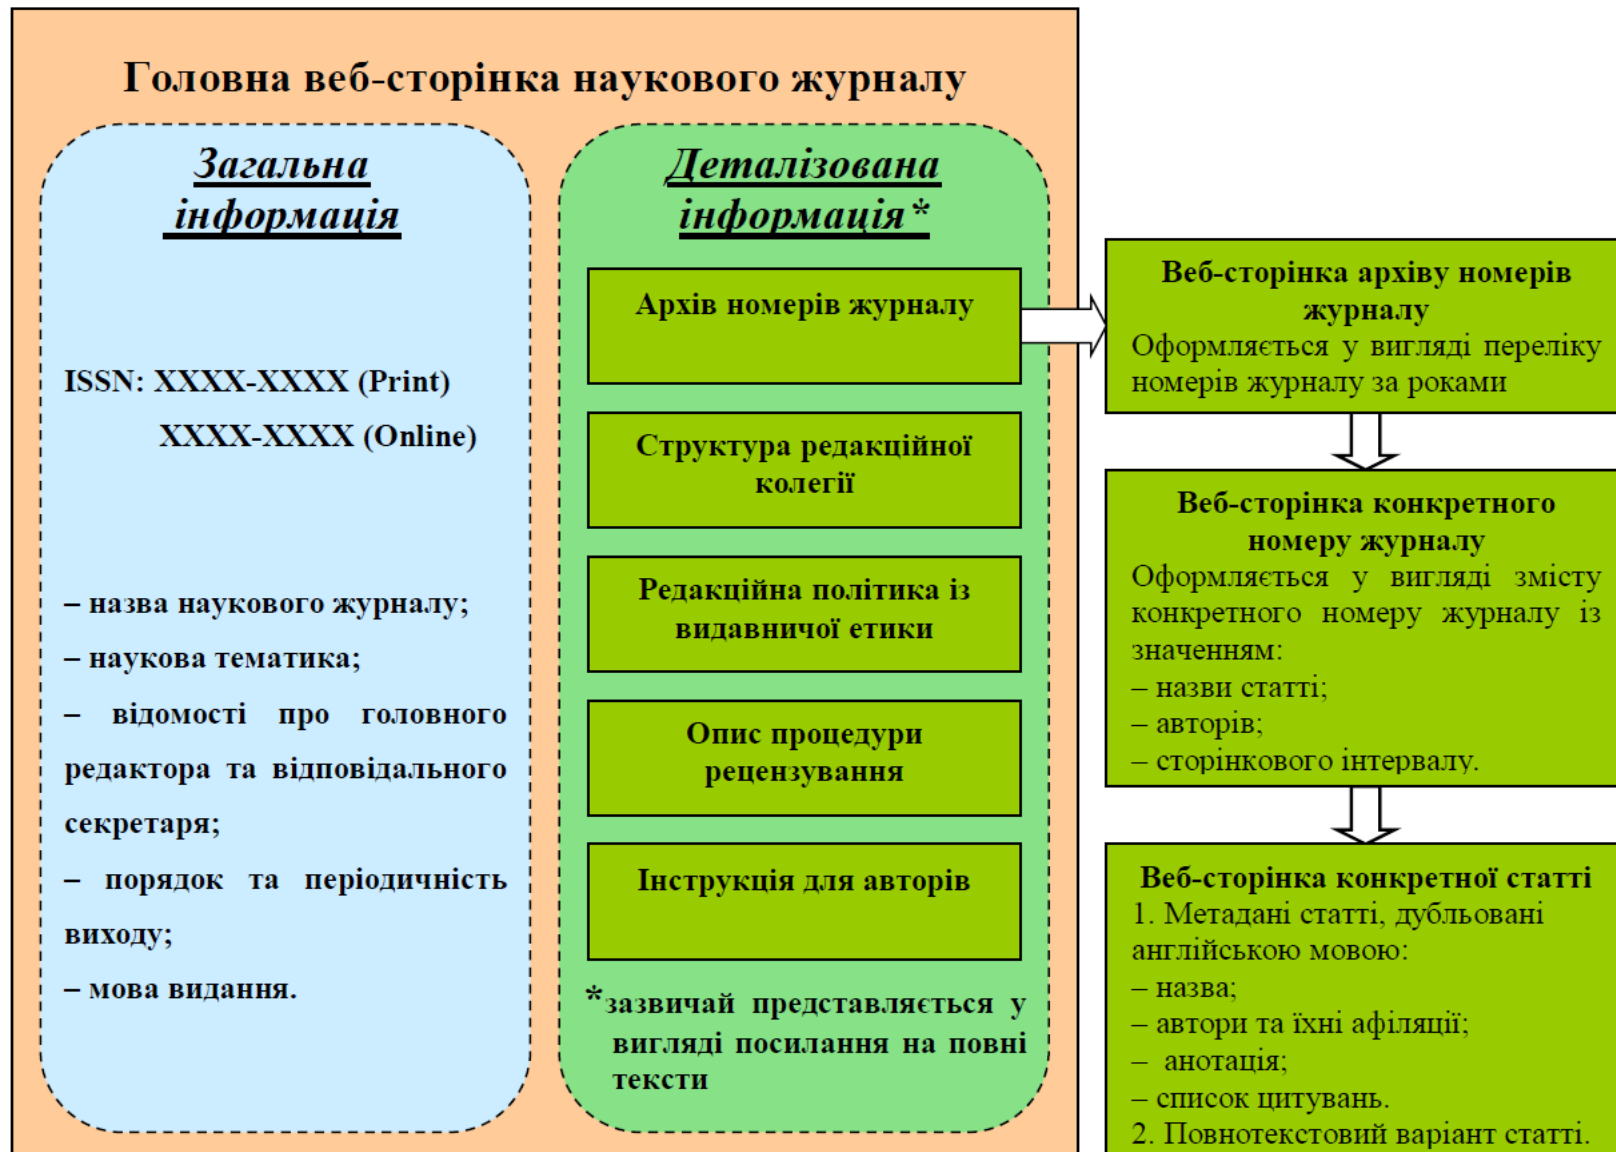 Головна веб-сторінка наукового журналу
Загальна
інформація
ISSN: XXXX-XXXX (Print)
XXXX-XXXX (Online)
– назва наукового журналу;
– наукова тематика;
– відомості про головного
редактора та відповідального
секретаря;
– порядок та періодичність
виходу;
– мова видання.
Деталізована
інформація*
Архів номерів журналу
Структура редакційної
колегії
Редакційна політика із
видавничої етики
Опис процедури
рецензування
Інструкція для авторів
*зазвичай представляється у
вигляді посилання на повні
тексти
Веб-сторінка архіву номерів
журналу
Оформляється у вигляді переліку
номерів журналу за роками
Веб-сторінка конкретного
номеру журналу
Оформляється у вигляді змісту
конкретного номеру журналу із
значенням:
– назви статті;
– авторів;
– сторінкового інтервалу.
Веб-сторінка конкретної статті
1. Метадані статті, дубльовані
англійською мовою:
– назва;
– автори та їхні афіляції;
– анотація;
– список цитувань.
2. Повнотекстовий варіант статті.